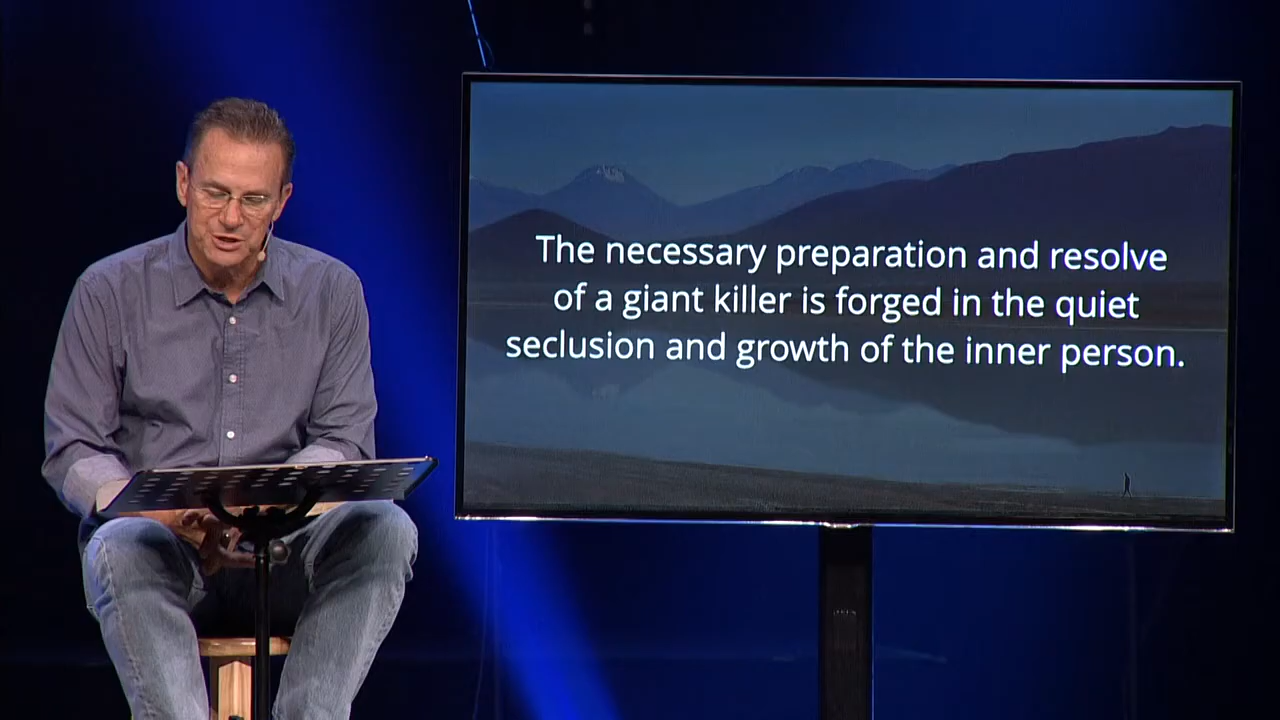 The necessary preparation and resolve
of a giant killer is forged in the quiet
seclusion and growth of the inner person.